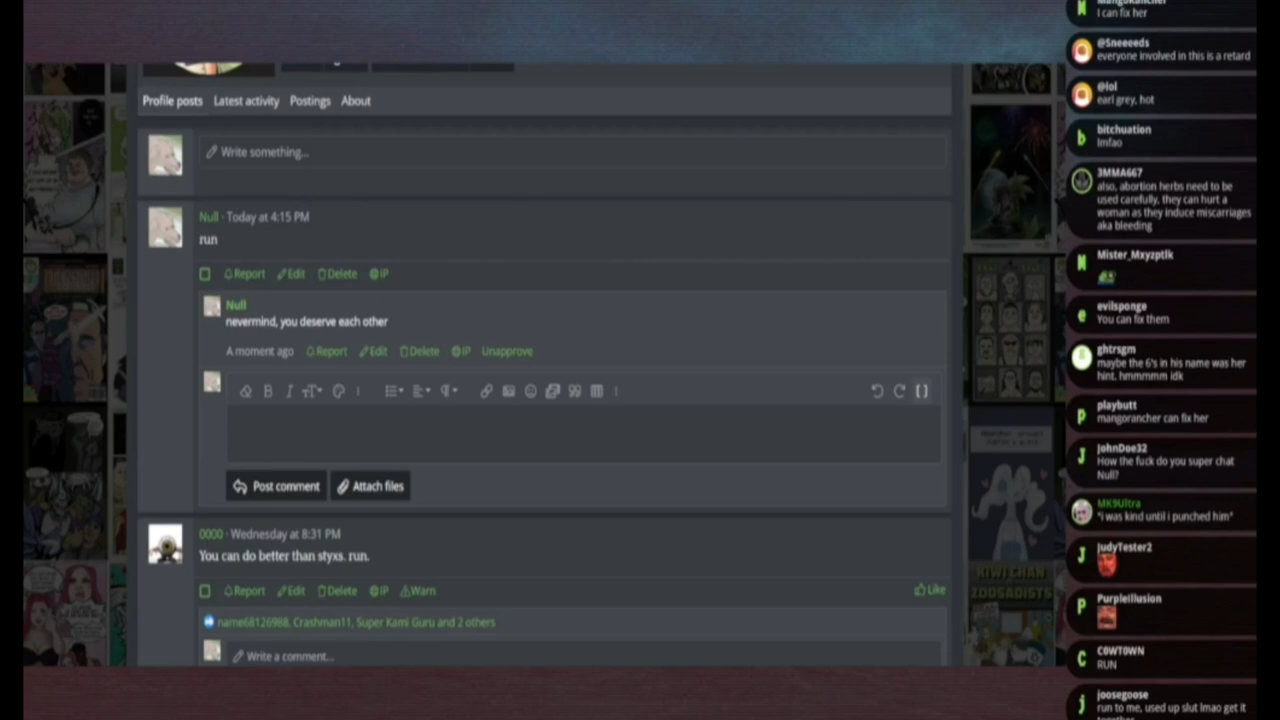 Profile posts Latest activity Postings About
Write something...
Null · Today at 4:15 PM
run
Report Edit Delete IP
Null
nevermind, you deserve each other
A moment ago Report Edit Delete IP Unapprove
Post comment Attach files
0000 · Wednesday at 8:31 PM
You can do better than styxs. run.
Report Edit Delete IP Warn Like
name68126988, Crashman11, Super Kami Guru and 2 others
Write a comment...
KIWI CHAN
ZOOSADISTS
MangoRancher
I can fix her
@Sneeeeds
everyone involved in this is a retard
@lol
earl grey, hot
bitchuation
lmfao
3MMA667
also, abortion herbs need to be
used carefully, they can hurt a
woman as they induce miscarriages
aka bleeding
Mister_Mxyzptlk
evilsponge
You can fix them
ghtrsgm
maybe the 6's in his name was her
hint, hmmmmm idk
playbutt
mangorancher can fix her
JohnDoe32
How the fuck do you super chat
Null?
MK9Ultra
"i was kind until i punched him"
JudyTester2
PurpleIllusion
C0WT0WN
RUN
joosegoose
run to me, used up slut lmao get it
together